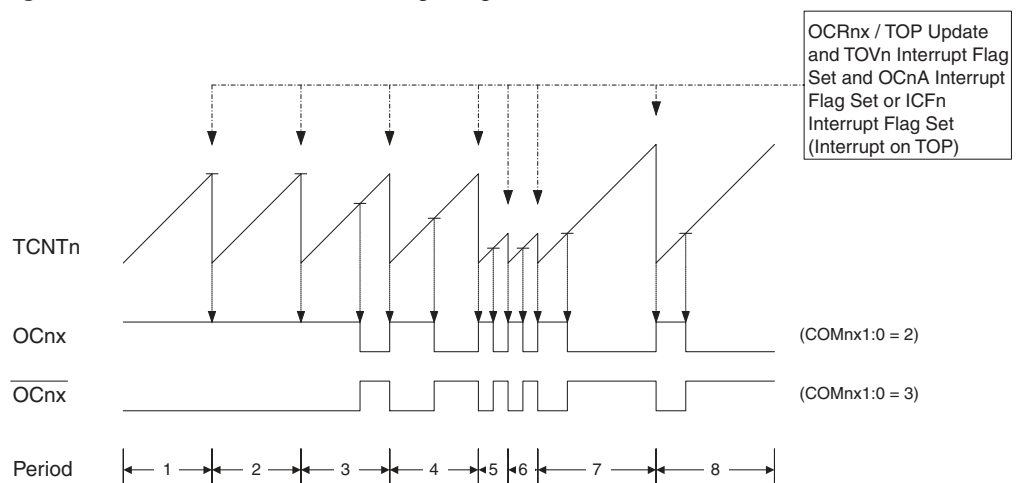 OCRnx / TOP Update
and TOVn Interrupt Flag
Set and OCnA Interrupt
Flag Set or ICFn
Interrupt Flag Set
(Interrupt on TOP)
TCNTn
OCnx (COMnx1:0 = 2)
OCnx (COMnx1:0 = 3)
Period 1 2 3 4 5 6 7 8